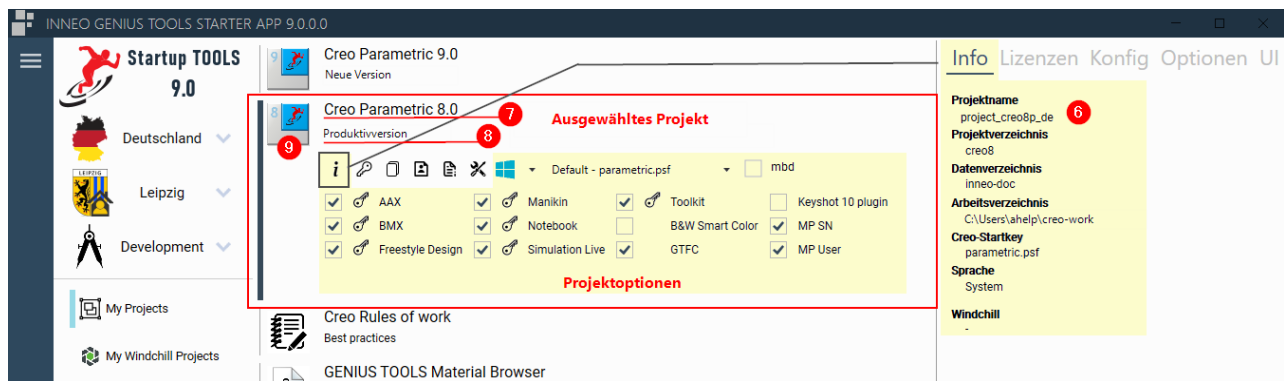 INNEO GENIUS TOOLS STARTER APP 9.0.0.0
Startup TOOLS
9.0
Deutschland
LEIPZIG
Leipzig
Development
My Projects
My Windchill Projects
9
Creo Parametric 9.0
Neue Version
8
Creo Parametric 8.0
7
Ausgewähltes Projekt
Produktivversion
8
9
i
Default - parametric.psf
mbd
AAX
Manikin
Toolkit
Keyshot 10 plugin
BMX
Notebook
B&W Smart Color
MP SN
Freestyle Design
Simulation Live
GTFC
MP User
Projektoptionen
Creo Rules of work
Best practices
GENIUS TOOLS Material Browser
Info Lizenzen Konfig Optionen UI
Projektname
6
project_creo8p_de
Projektverzeichnis
creo8
Datenverzeichnis
inneo-doc
Arbeitsverzeichnis
C:\Users\ahelp\creo-work
Creo-Startkey
parametric.psf
Sprache
System
Windchill
-